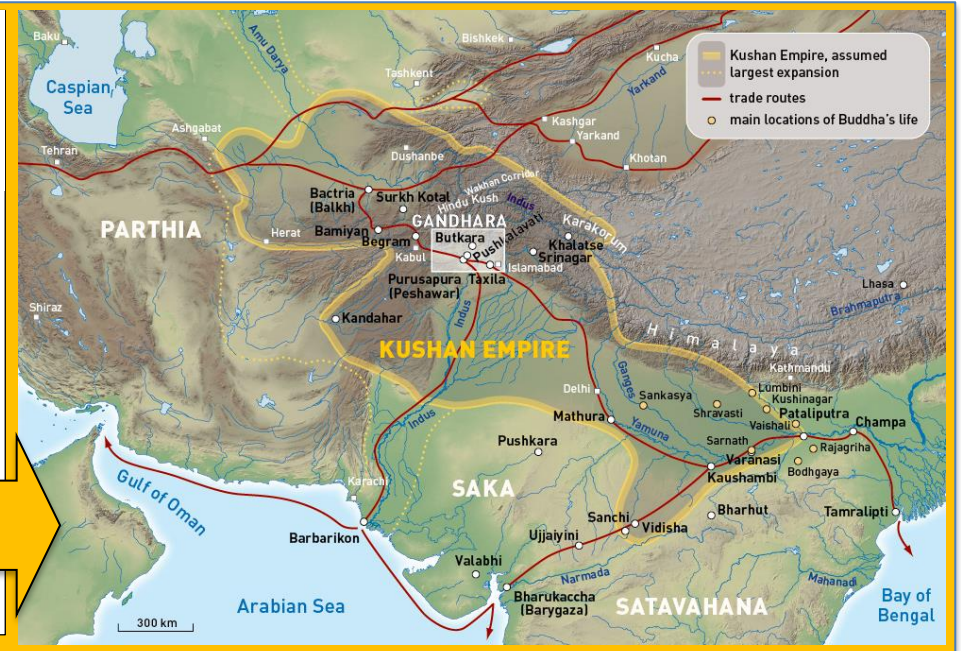 Kushan Empire, assumed
largest expansion
trade routes
main locations of Buddha's life
Baku
Bishkek
Amu Darya
Kucha
Caspian
Sea
Tashkent
Yarkand
Ashgabat
Kashgar
Yarkand
Tehran
Dushanbe
Khotan
Wakhan Corridor
Bactria
(Balkh)
Surkh Kotal
Hindu Kush
Indus
PARTHIA
GANDHARA
Karakorum
Bamiyan
Butkara
Pushkalavati
Herat
Begram
Khalatse
Kabul
Srinagar
Islamabad
Purusapura
(Peshawar)
Taxila
Lhasa
Brahmaputra
Shiraz
Indus
Kandahar
Himalaya
KUSHAN EMPIRE
Kathmandu
Delhi
Ganges
Lumbini
Sankasya
Kushinagar
Shravasti
Indus
Mathura
Yamuna
Pataliputra
Vaishali
Champa
Pushkara
Sarnath
Rajagriha
Varanasi
Karachi
Bodhgaya
Gulf of Oman
SAKA
Kaushambi
Sanchi
Bharhut
Tamralipti
Barbarikon
Vidisha
Ujjaiyini
Valabhi
Narmada
Mahanadi
Arabian Sea
Bharukaccha
(Barygaza)
SATAVAHANA
Bay of
Bengal
300 km